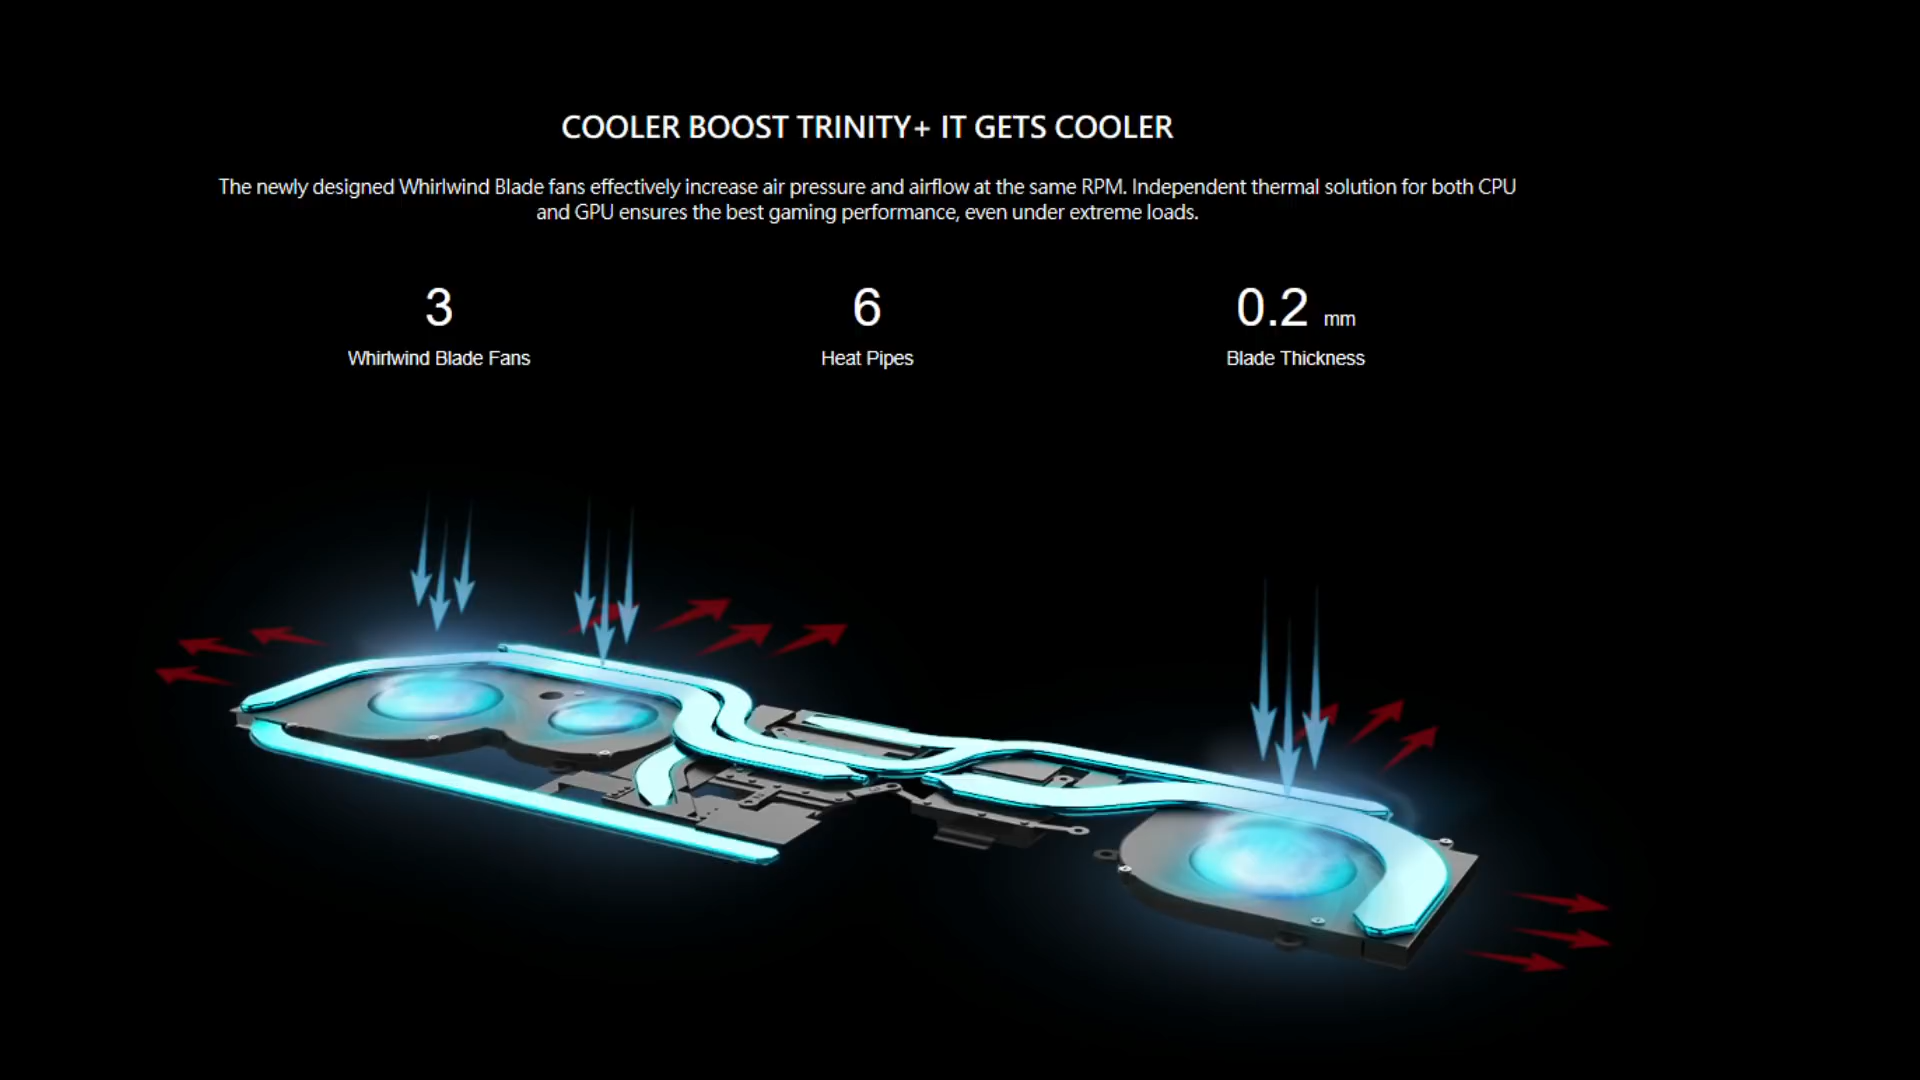 COOLER BOOST TRINITY+ IT GETS COOLER
The newly designed Whirlwind Blade fans effectively increase air pressure and airflow at the same RPM. Independent thermal solution for both CPU
and GPU ensures the best gaming performance, even under extreme loads.
3
Whirlwind Blade Fans
6
Heat Pipes
0.2 mm
Blade Thickness